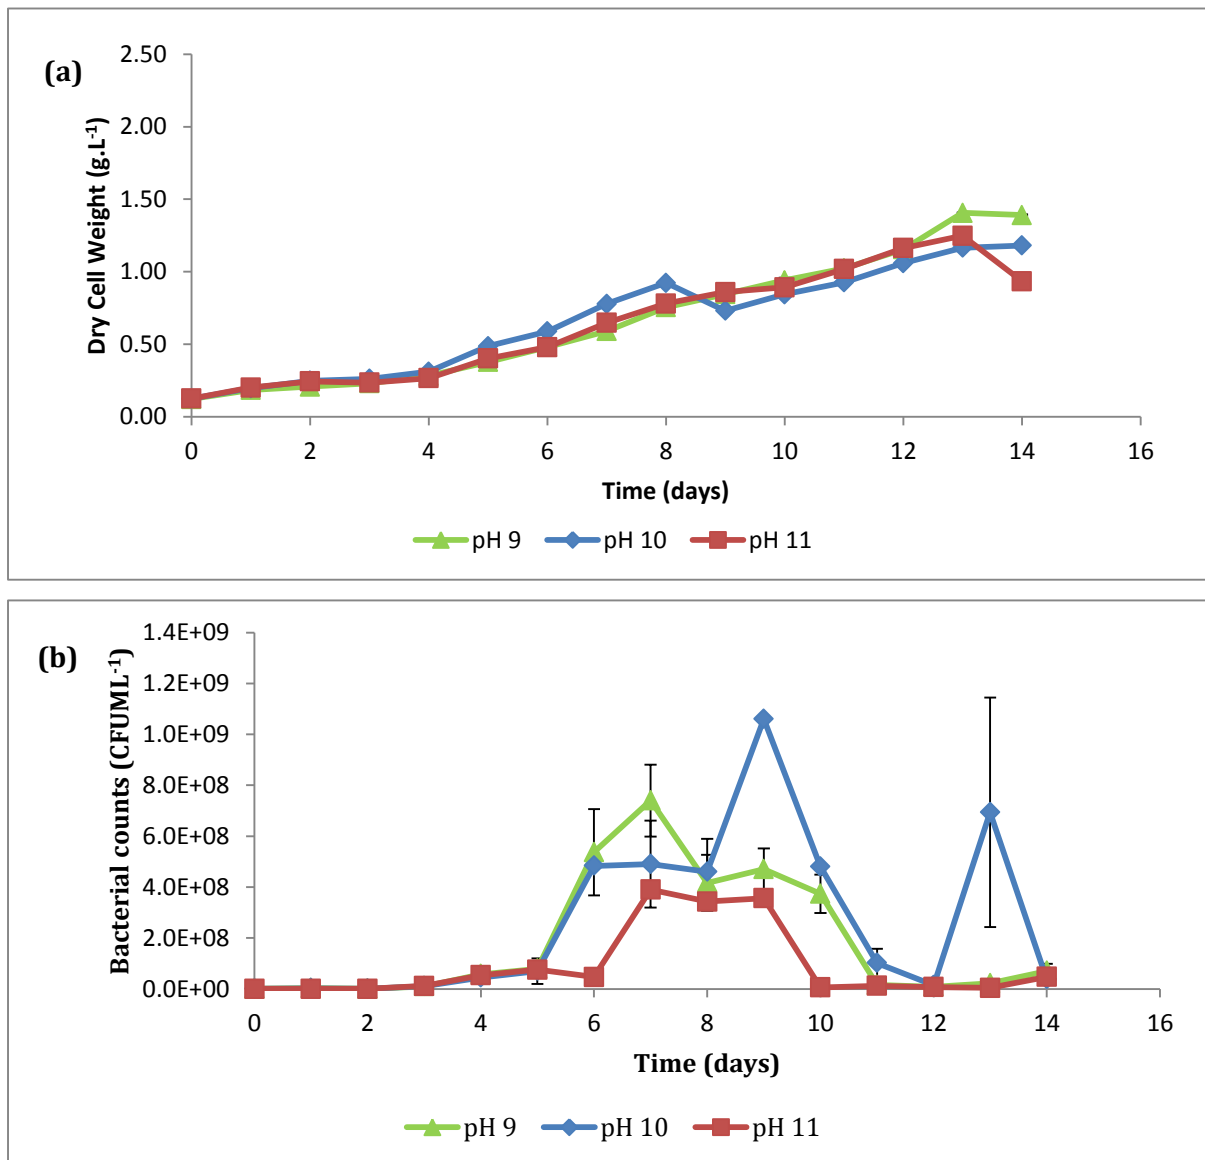 (a)
Dry Cell Weight (g.L-1)
2.50
2.00
1.50
1.00
0.50
0.00
0 2 4 6 8 10 12 14 16
Time (days)
pH 9 pH 10 pH 11
(b)
Bacterial counts (CFUML-1)
1.4E+09
1.2E+09
1.0E+09
8.0E+08
6.0E+08
4.0E+08
2.0E+08
0.0E+00
0 2 4 6 8 10 12 14 16
Time (days)
pH 9 pH 10 pH 11